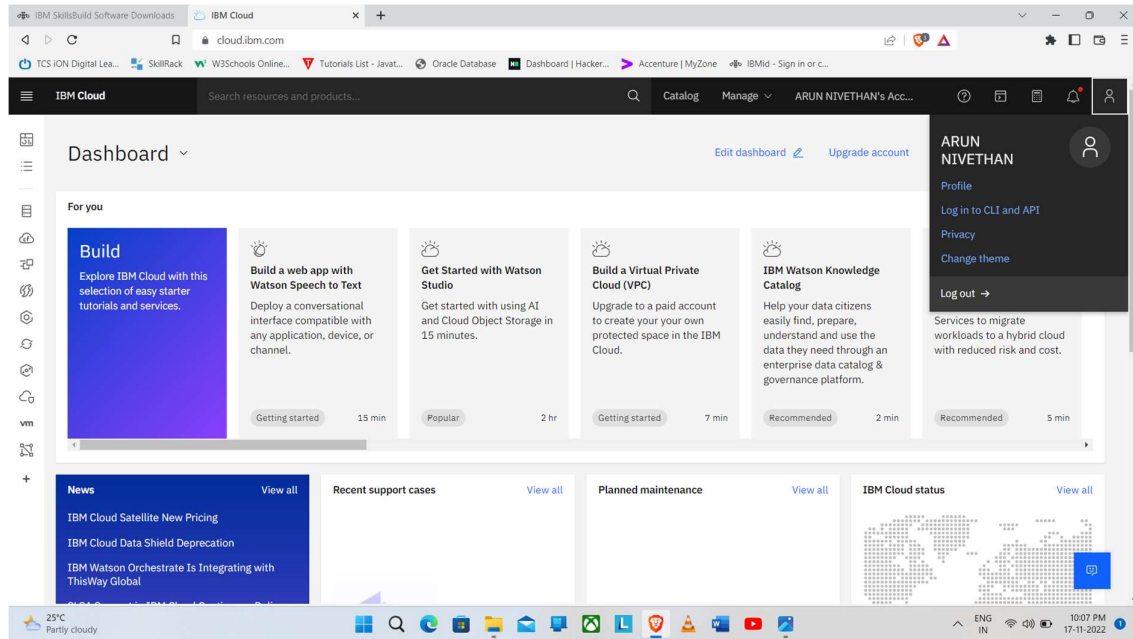 IBM SkillsBuild Software Downloads
IBM Cloud
cloud.ibm.com
TCS iON Digital Lea...
SkillRack
W3Schools Online...
Tutorials List - Javat...
Oracle Database
Dashboard | Hacker...
Accenture | MyZone
IBMid - Sign in or c...
IBM Cloud
Search resources and products...
Catalog
Manage
ARUN NIVETHAN's Acc...
Dashboard
Edit dashboard
Upgrade account
ARUN
NIVETHAN
Profile
Log in to CLI and API
Privacy
Change theme
Log out →
For you
Build
Explore IBM Cloud with this
selection of easy starter
tutorials and services.
Build a web app with
Watson Speech to Text
Deploy a conversational
interface compatible with
any application, device, or
channel.
Getting started
15 min
Get Started with Watson
Studio
Get started with using AI
and Cloud Object Storage in
15 minutes.
Popular
2 hr
Build a Virtual Private
Cloud (VPC)
Upgrade to a paid account
to create your your own
protected space in the IBM
Cloud.
Getting started
7 min
IBM Watson Knowledge
Catalog
Help your data citizens
easily find, prepare,
understand and use the
data they need through an
enterprise data catalog &
governance platform.
Recommended
2 min
Services to migrate
workloads to a hybrid cloud
with reduced risk and cost.
Recommended
5 min
vm
News
View all
IBM Cloud Satellite New Pricing
IBM Cloud Data Shield Deprecation
IBM Watson Orchestrate Is Integrating with
ThisWay Global
Recent support cases
View all
Planned maintenance
View all
IBM Cloud status
View all
25°C
Partly cloudy
ENG
IN
10:07 PM
17-11-2022